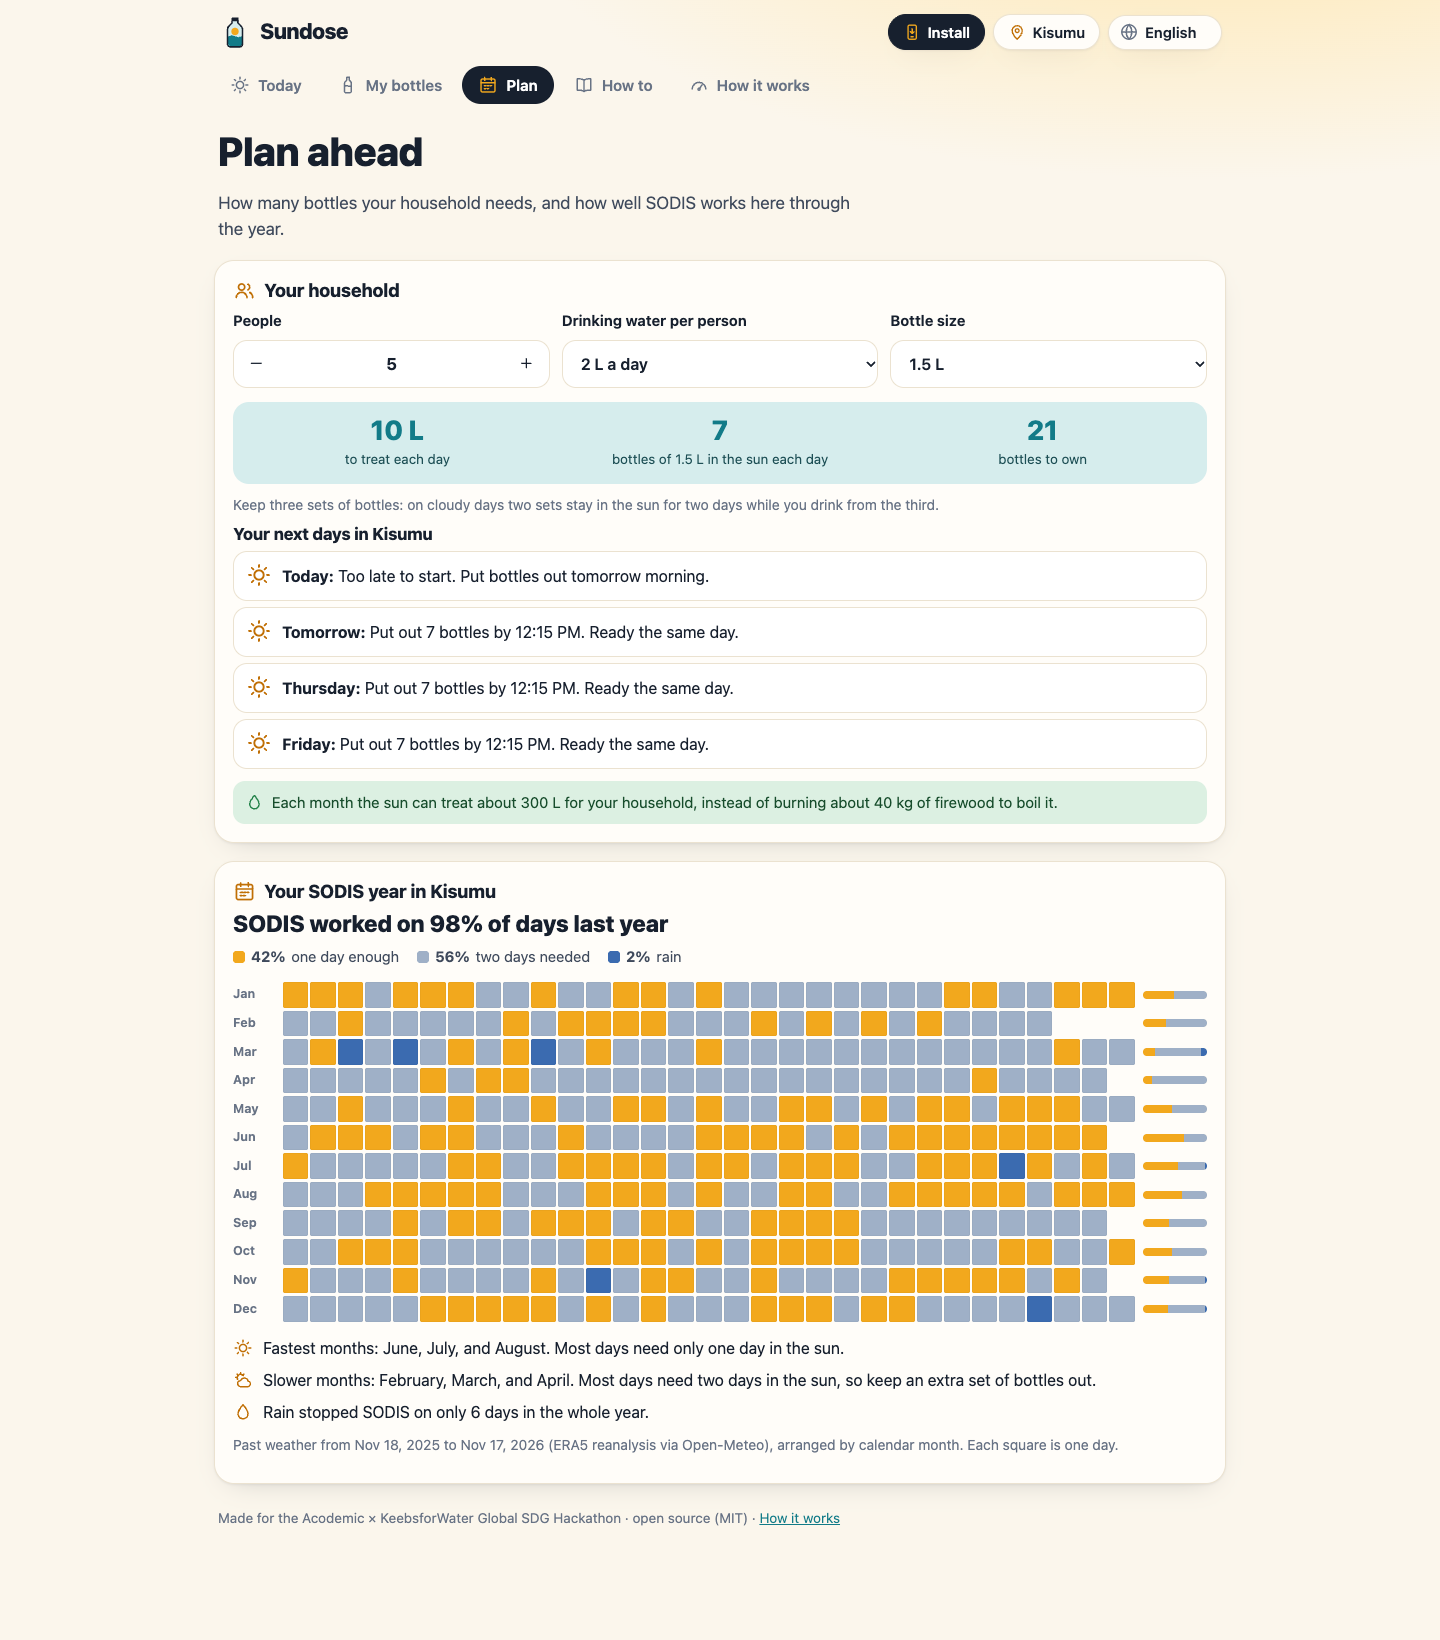 Sundose
Install
Kisumu
English
Today
My bottles
Plan
How to
How it works
Plan ahead
How many bottles your household needs, and how well SODIS works here through
the year.
Your household
People
Drinking water per person
Bottle size
−
5
+
2 L a day
1.5 L
10 L
to treat each day
7
bottles of 1.5 L in the sun each day
21
bottles to own
Keep three sets of bottles: on cloudy days two sets stay in the sun for two days while you drink from the third.
Your next days in Kisumu
Today: Too late to start. Put bottles out tomorrow morning.
Tomorrow: Put out 7 bottles by 12:15 PM. Ready the same day.
Thursday: Put out 7 bottles by 12:15 PM. Ready the same day.
Friday: Put out 7 bottles by 12:15 PM. Ready the same day.
Each month the sun can treat about 300 L for your household, instead of burning about 40 kg of firewood to boil it.
Your SODIS year in Kisumu
SODIS worked on 98% of days last year
42% one day enough
56% two days needed
2% rain
Jan
Feb
Mar
Apr
May
Jun
Jul
Aug
Sep
Oct
Nov
Dec
Fastest months: June, July, and August. Most days need only one day in the sun.
Slower months: February, March, and April. Most days need two days in the sun, so keep an extra set of bottles out.
Rain stopped SODIS on only 6 days in the whole year.
Past weather from Nov 18, 2025 to Nov 17, 2026 (ERA5 reanalysis via Open-Meteo), arranged by calendar month. Each square is one day.
Made for the Acodemic × KeebsforWater Global SDG Hackathon · open source (MIT) · How it works